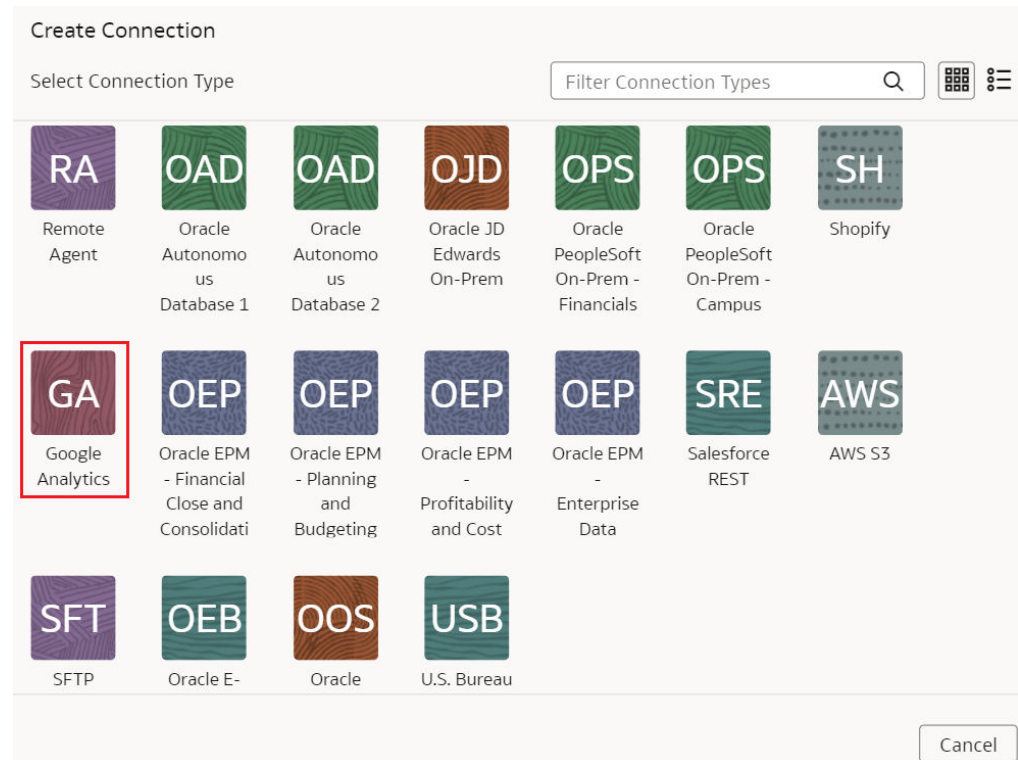 Create Connection
Select Connection Type
Filter Connection Types
RA
OAD
OAD
OJD
OPS
OPS
SH
Remote
Agent
Oracle
Autonomo
us
Database 1
Oracle
Autonomo
us
Database 2
Oracle JD
Edwards
On-Prem
Oracle
PeopleSoft
On-Prem -
Financials
Oracle
PeopleSoft
On-Prem -
Campus
Shopify
GA
OEP
OEP
OEP
OEP
SRE
AWS
Google
Analytics
Oracle EPM
- Financial
Close and
Consolidati
Oracle EPM
- Planning
and
Budgeting
Oracle EPM
-
Profitability
and Cost
Oracle EPM
-
Enterprise
Data
Salesforce
REST
AWS S3
SFT
OEB
OOS
USB
SFTP
Oracle E-
Oracle
U.S. Bureau
Cancel